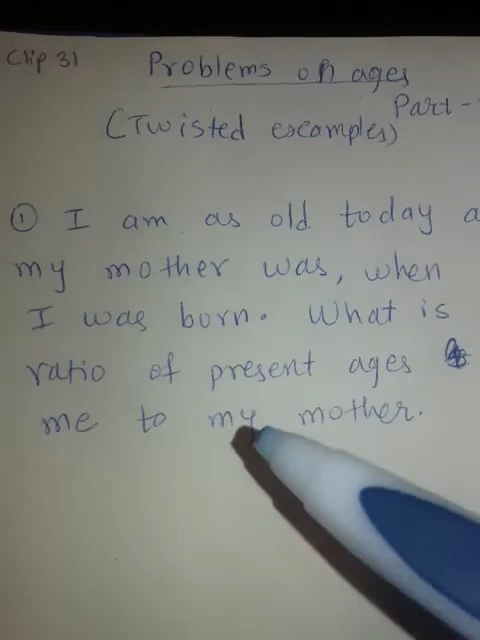 Clip 31
Problems on ages
Part -
(Twisted escamples)
① I am as old today a
my mother was, when
I was born. What is
ratio of present ages
me to my mother.